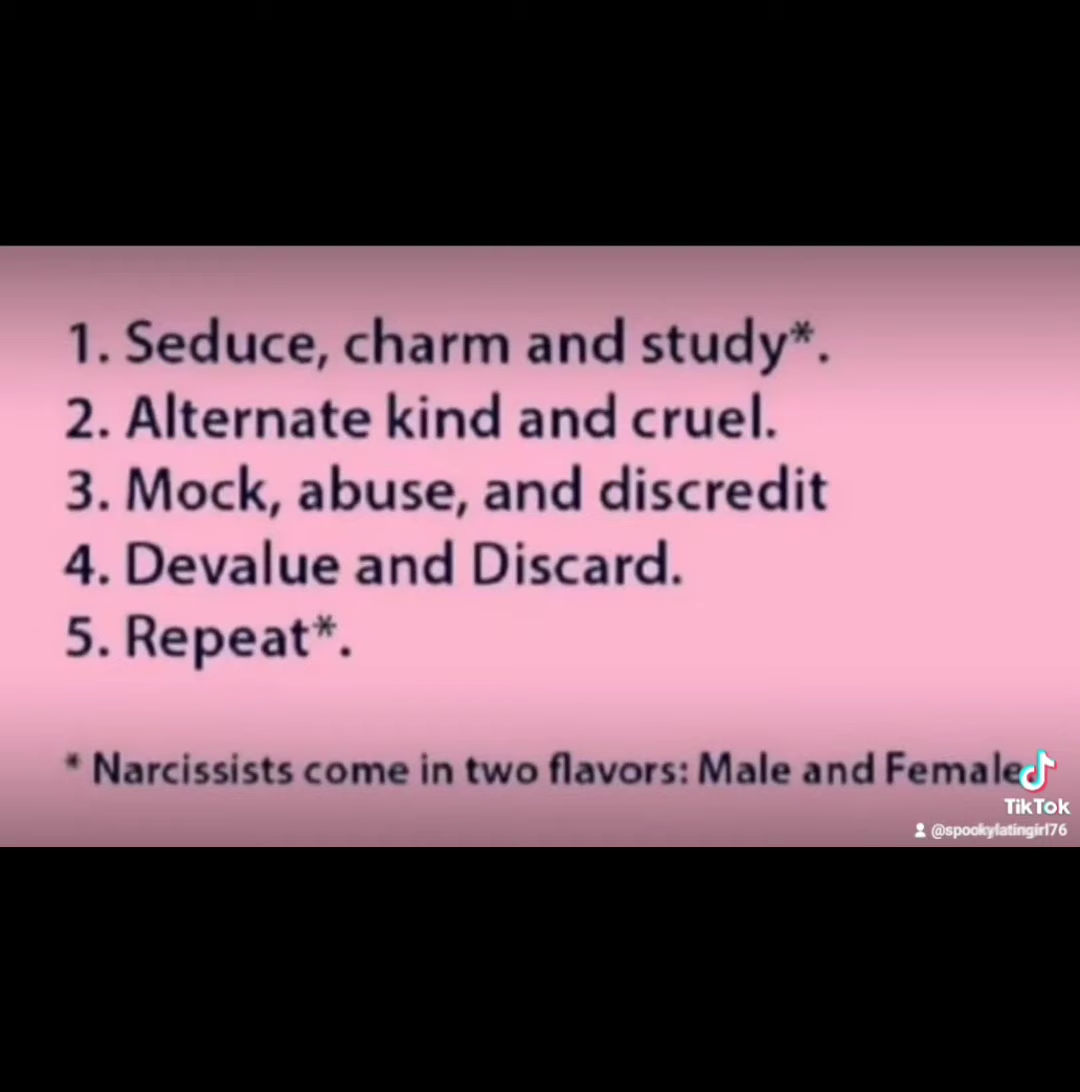 1. Seduce, charm and study*.
2. Alternate kind and cruel.
3. Mock, abuse, and discredit
4. Devalue and Discard.
5. Repeat*.
* Narcissists come in two flavors: Male and Female
TikTok
@spookylatingirl76